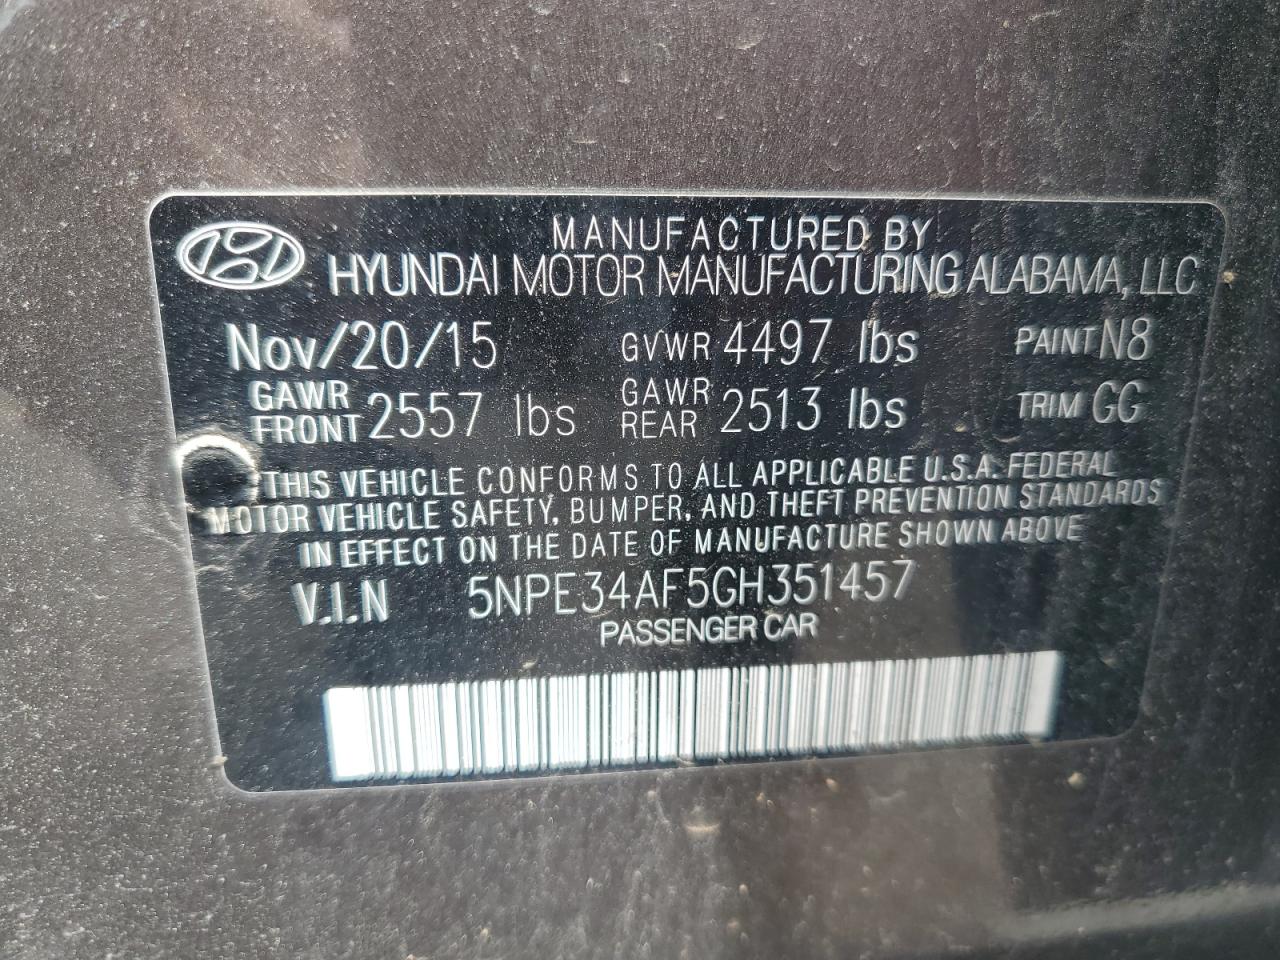 MANUFACTURED BY
HYUNDAI MOTOR MANUFACTURING ALABAMA, LLC
Nov/20/15 GVWR 4497 lbs PAINT N8
GAWR FRONT 2557 lbs GAWR REAR 2513 lbs TRIM GG
THIS VEHICLE CONFORMS TO ALL APPLICABLE U.S.A. FEDERAL
MOTOR VEHICLE SAFETY, BUMPER, AND THEFT PREVENTION STANDARDS
IN EFFECT ON THE DATE OF MANUFACTURE SHOWN ABOVE
V.I.N 5NPE34AF5GH351457
PASSENGER CAR